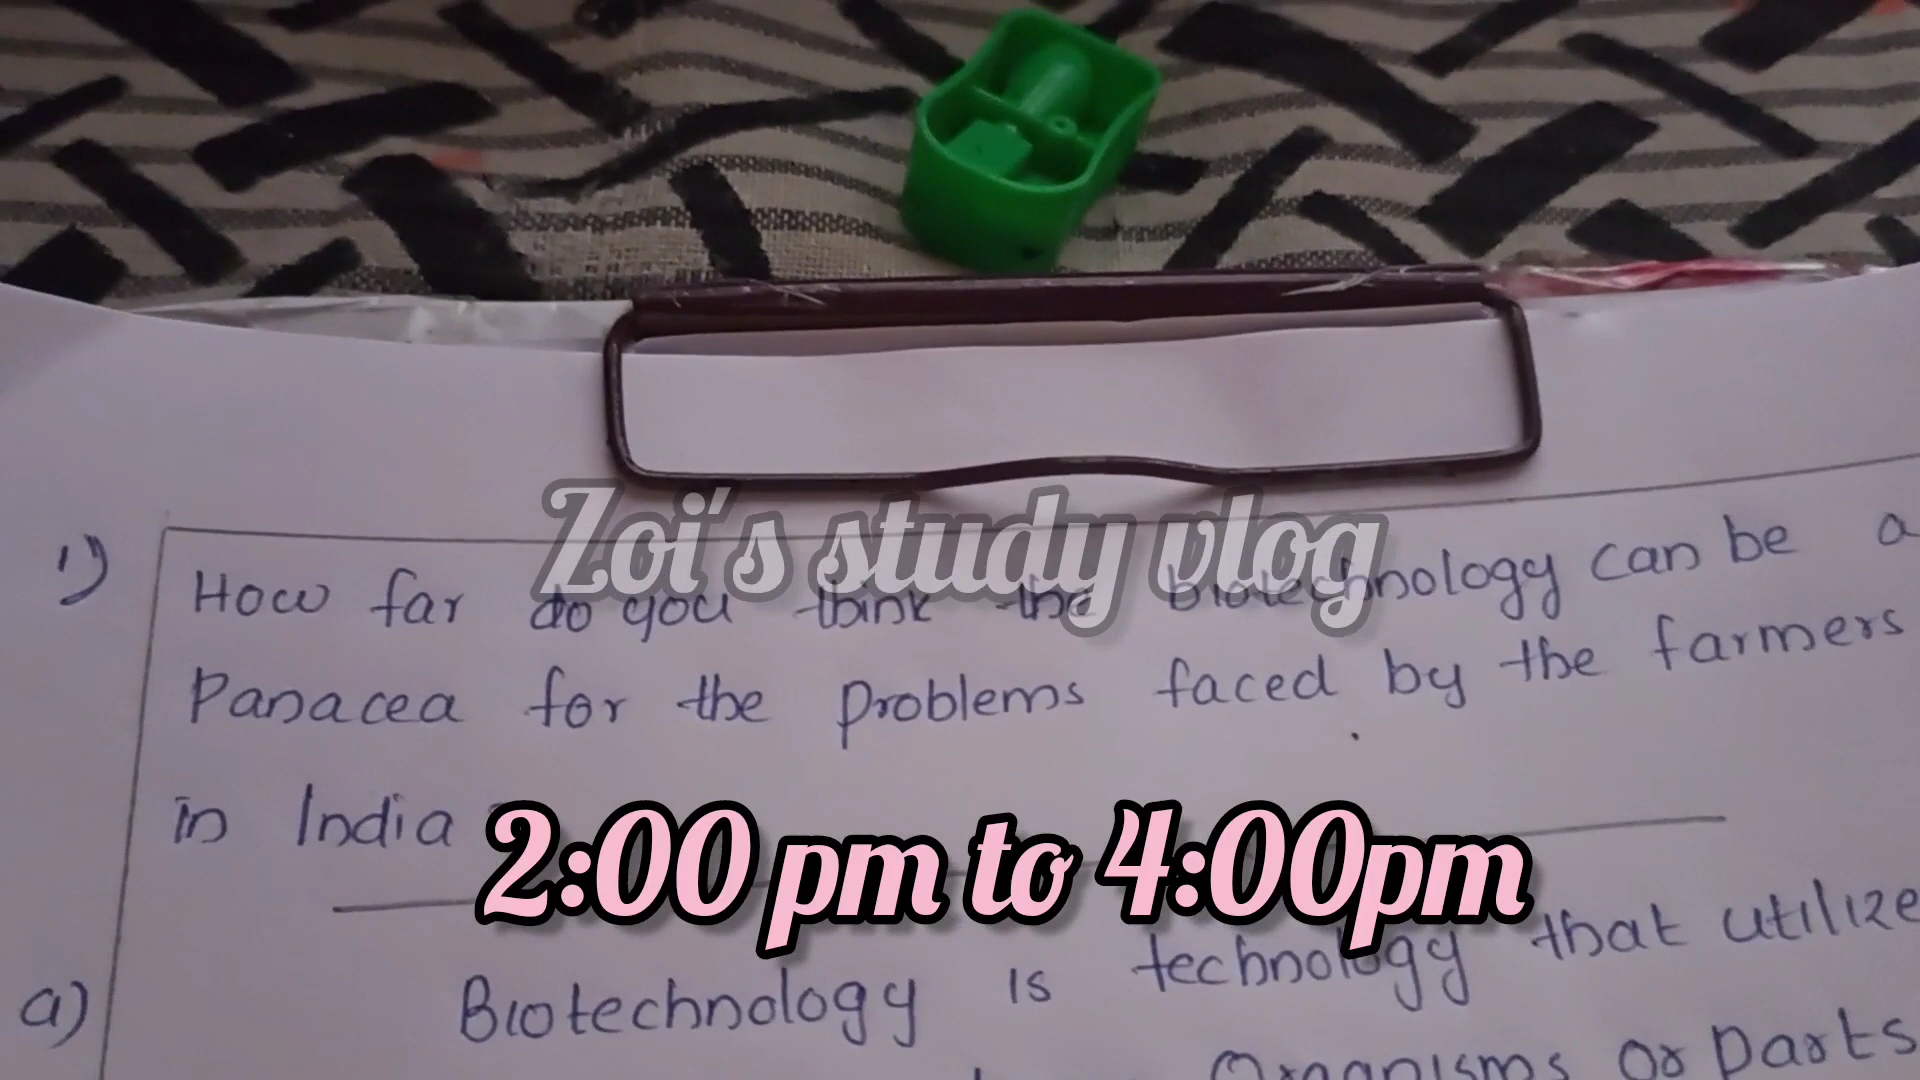 Zoi's study vlog
1) How far do you think the biotechnology can be a
Panacea for the problems faced by the farmers
in India
2:00 pm to 4:00pm
a) Biotechnology is technology that utilize
Organisms or parts